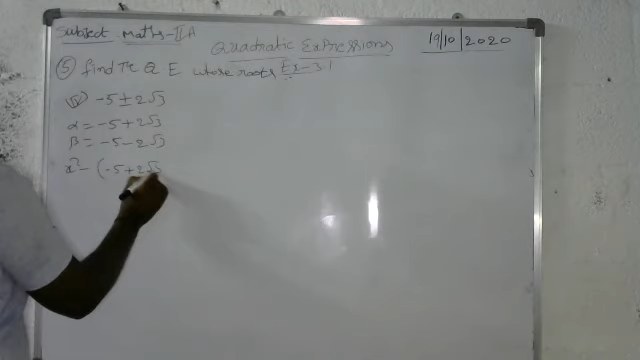 Subject Maths-IIA
Quadratic Expressions
19/10/2020
⑤ find The Q E whose roots Ex-3.1
(iv) -5±2√3
α = -5+2√3
β = -5-2√3
x² - (-5+2√3